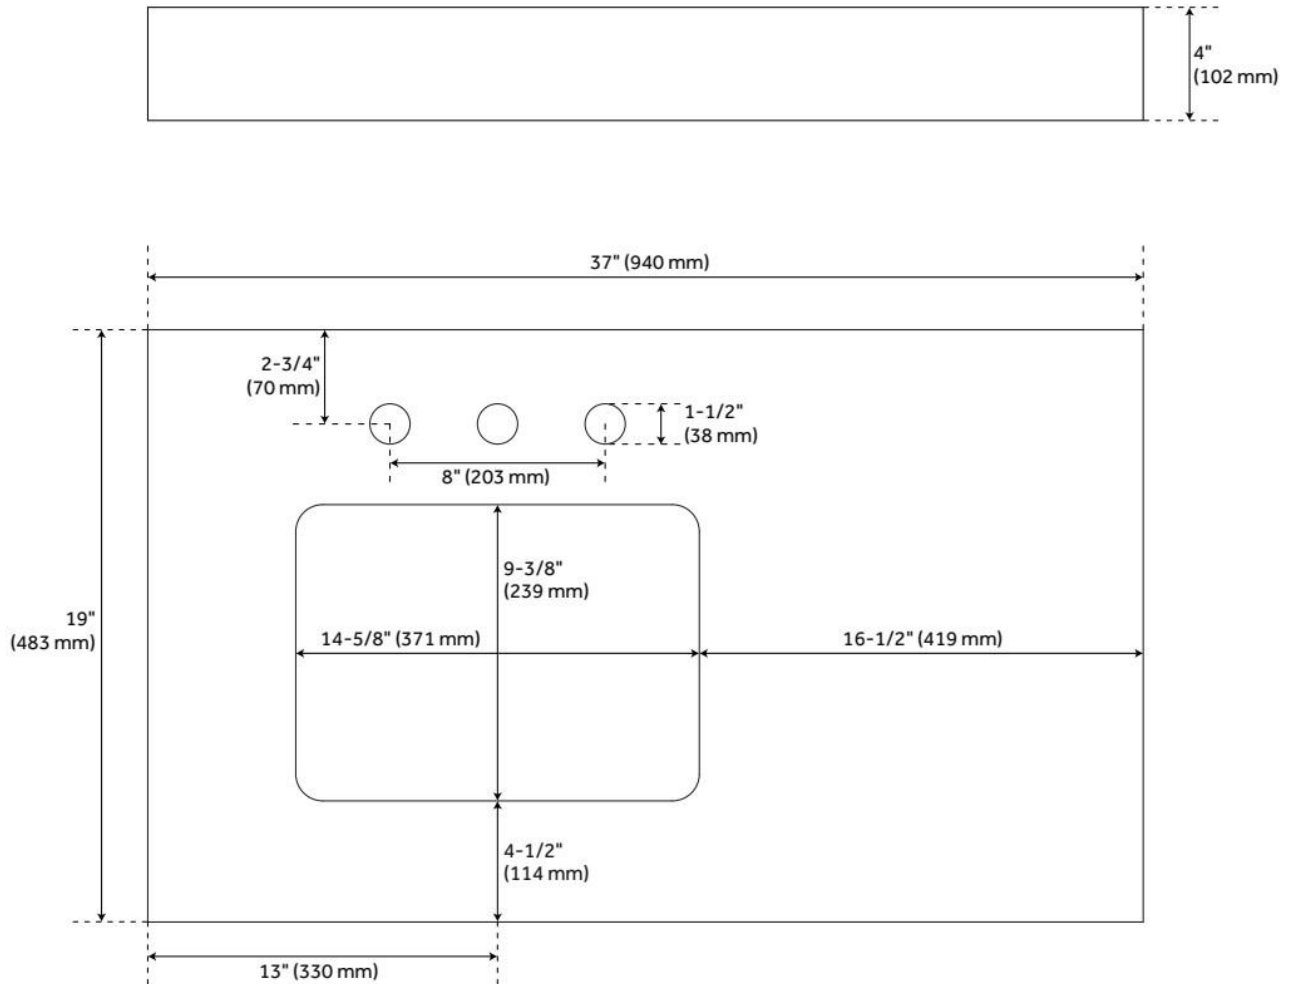 4"
(102 mm)
37" (940 mm)
2-3/4"
(70 mm)
1-1/2"
(38 mm)
8" (203 mm)
9-3/8"
(239 mm)
19"
(483 mm)
14-5/8" (371 mm)
16-1/2" (419 mm)
4-1/2"
(114 mm)
13" (330 mm)